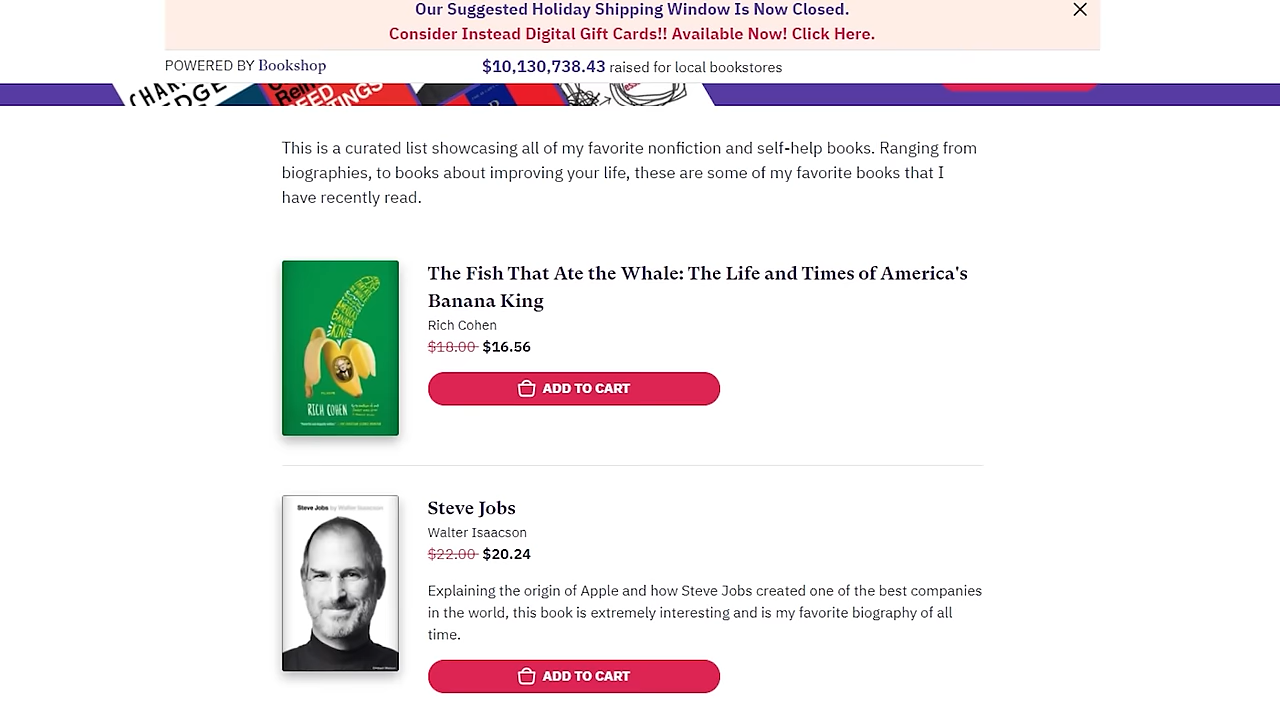 Our Suggested Holiday Shipping Window Is Now Closed.
Consider Instead Digital Gift Cards!! Available Now! Click Here.
POWERED BY Bookshop
$10,130,738.43 raised for local bookstores
This is a curated list showcasing all of my favorite nonfiction and self-help books. Ranging from
biographies, to books about improving your life, these are some of my favorite books that I
have recently read.
The Fish That Ate the Whale: The Life and Times of America's
Banana King
Rich Cohen
$18.00 $16.56
ADD TO CART
RICH COHEN
Steve Jobs
Walter Isaacson
$22.00 $20.24
Explaining the origin of Apple and how Steve Jobs created one of the best companies
in the world, this book is extremely interesting and is my favorite biography of all
time.
ADD TO CART
Steve Jobs by Walter Isaacson